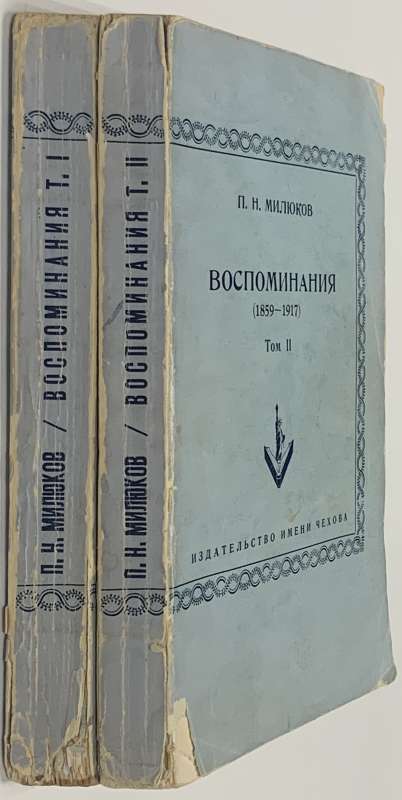 П. Н. МИЛЮКОВ / ВОСПОМИНАНИЯ Т. I
П. Н. МИЛЮКОВ / ВОСПОМИНАНИЯ Т. II
П. Н. МИЛЮКОВ
ВОСПОМИНАНИЯ
(1859—1917)
Том II
ИЗДАТЕЛЬСТВО ИМЕНИ ЧЕХОВА